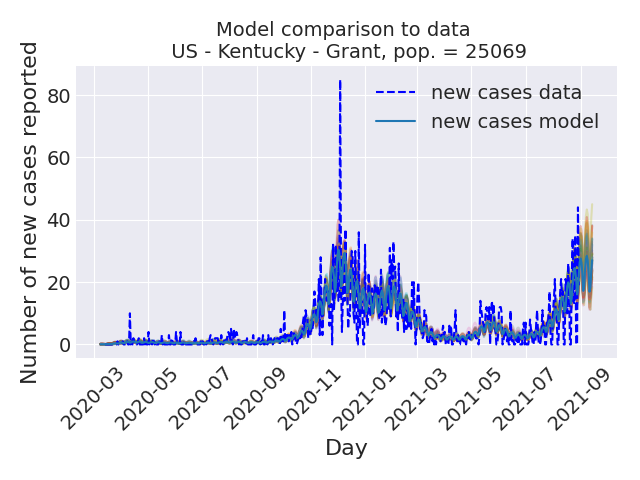 Model comparison to data
US - Kentucky - Grant, pop. = 25069
Number of new cases reported
80
60
40
20
0
new cases data
new cases model
2020-03
2020-05
2020-07
2020-09
2020-11
2021-01
2021-03
2021-05
2021-07
2021-09
Day